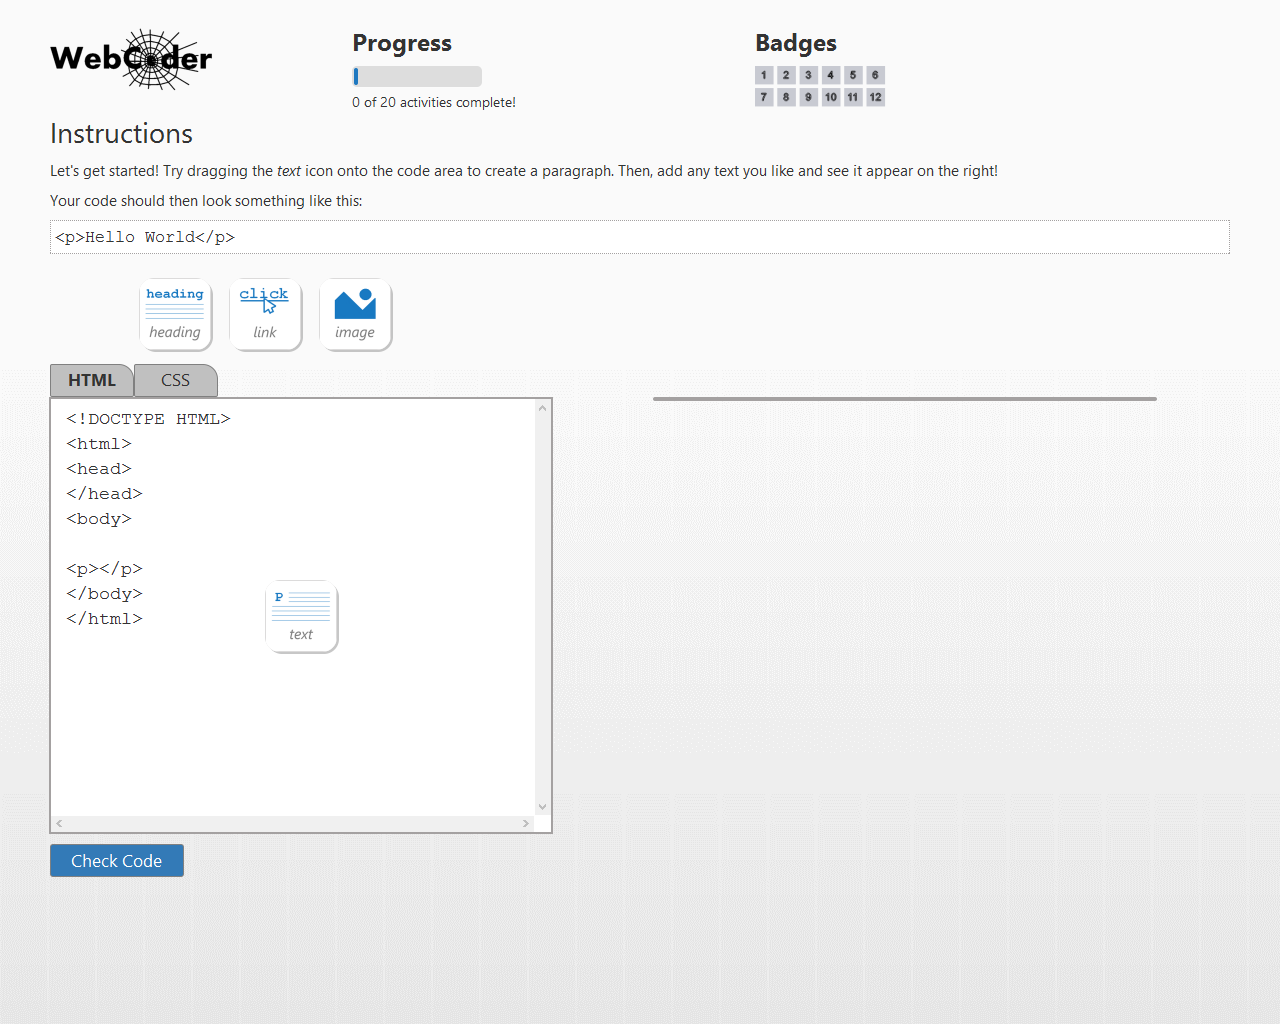 WebCoder
Progress
0 of 20 activities complete!
Badges
1 2 3 4 5 6
7 8 9 10 11 12
Instructions
Let's get started! Try dragging the text icon onto the code area to create a paragraph. Then, add any text you like and see it appear on the right!
Your code should then look something like this:
<p>Hello World</p>
heading
heading
click
link
image
HTML CSS
<!DOCTYPE HTML>
<html>
<head>
</head>
<body>
<p></p>
</body>
</html>
P
text
Check Code